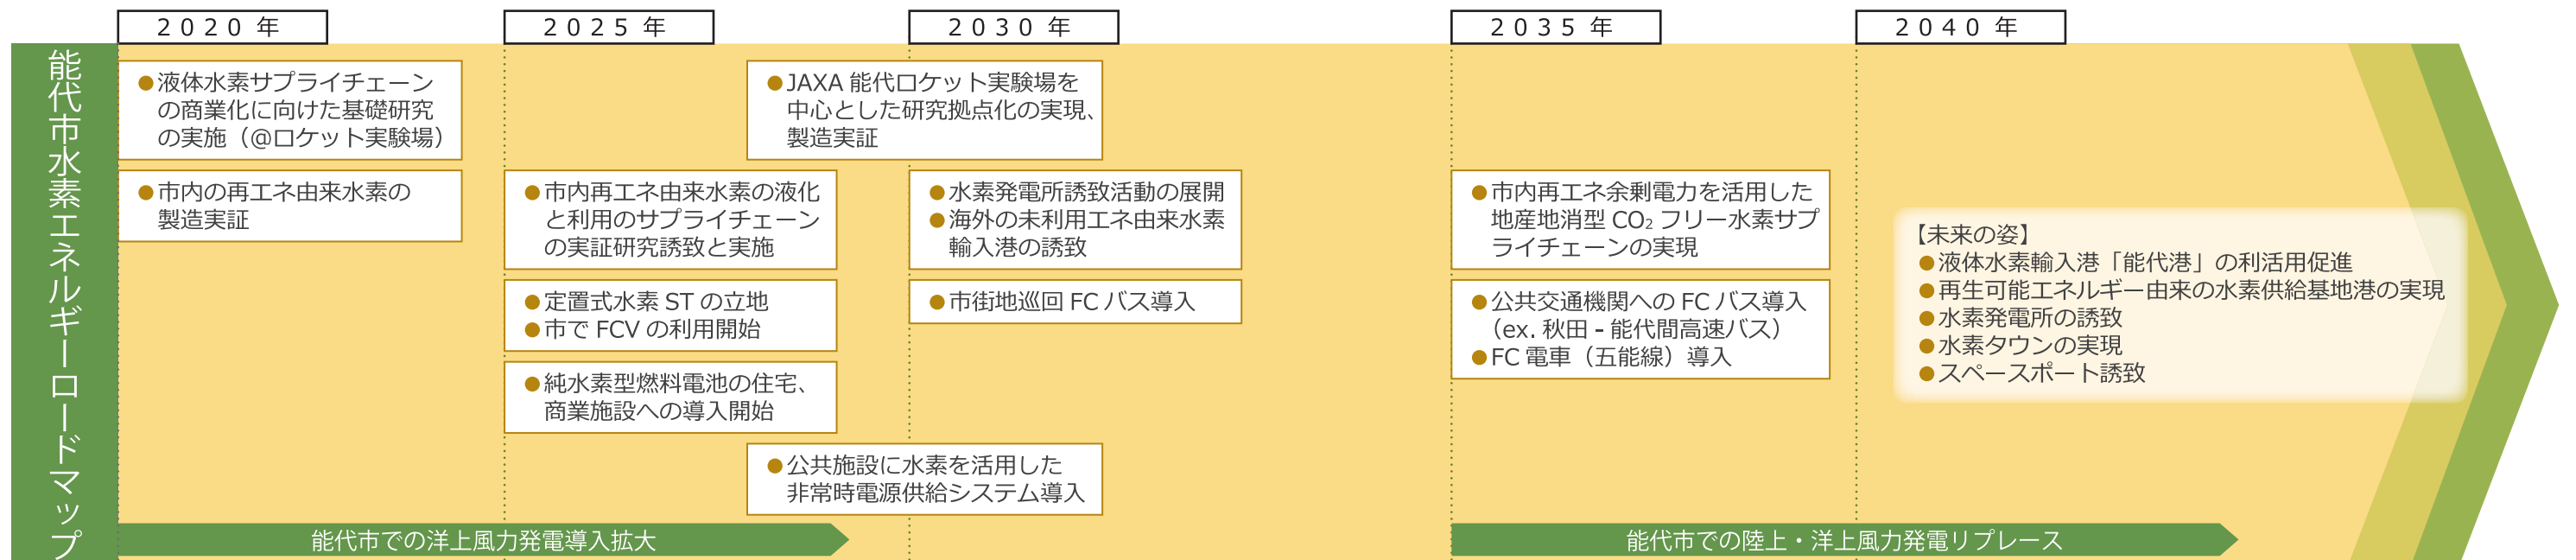 能代市水素エネルギーロードマップ
2020 年
2025 年
2030 年
2035 年
2040 年
●液体水素サプライチェーン
の商業化に向けた基礎研究
の実施（@ロケット実験場）
●市内の再エネ由来水素の
製造実証
●市内再エネ由来水素の液化
と利用のサプライチェーン
の実証研究誘致と実施
●定置式水素 ST の立地
●市で FCV の利用開始
●純水素型燃料電池の住宅、
商業施設への導入開始
●JAXA 能代ロケット実験場を
中心とした研究拠点化の実現、
製造実証
●水素発電所誘致活動の展開
●海外の未利用エネ由来水素
輸入港の誘致
●市街地巡回 FC バス導入
●公共施設に水素を活用した
非常時電源供給システム導入
●市内再エネ余剰電力を活用した
地産地消型 CO₂ フリー水素サプ
ライチェーンの実現
●公共交通機関への FC バス導入
（ex. 秋田 - 能代間高速バス）
●FC 電車（五能線）導入
【未来の姿】
●液体水素輸入港「能代港」の利活用促進
●再生可能エネルギー由来の水素供給基地港の実現
●水素発電所の誘致
●水素タウンの実現
●スペースポート誘致
能代市での洋上風力発電導入拡大
能代市での陸上・洋上風力発電リプレース